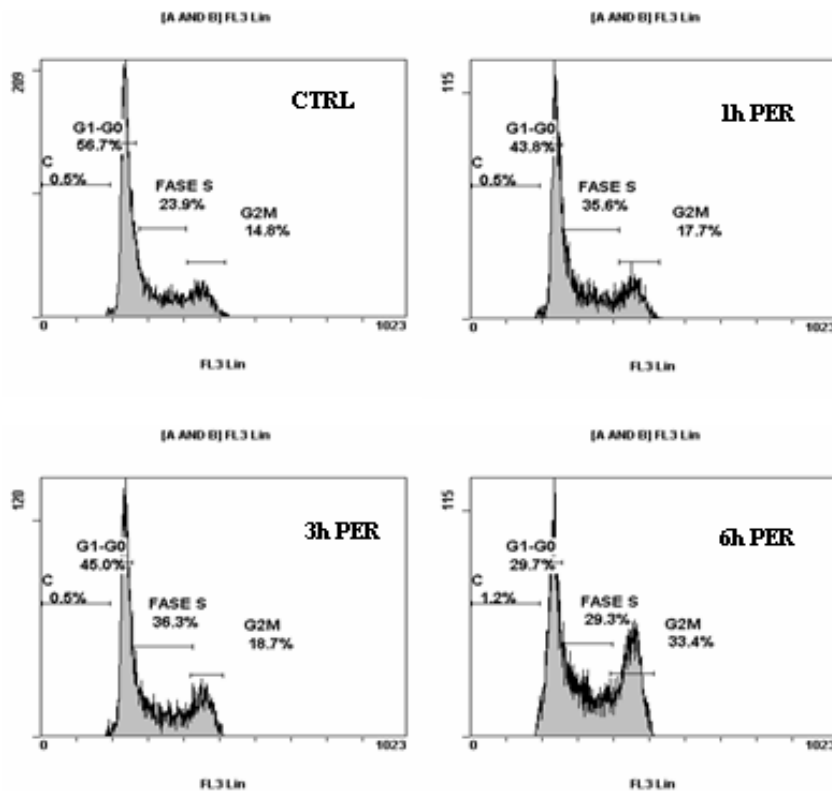 [A AND B] FL3 Lin
209
CTRL
G1-G0
56.7%
C
0.5%
FASE S
23.9%
G2M
14.8%
0
1023
FL3 Lin
[A AND B] FL3 Lin
115
1h PER
G1-G0
43.8%
C
0.5%
FASE S
35.6%
G2M
17.7%
0
1023
FL3 Lin
[A AND B] FL3 Lin
120
3h PER
G1-G0
45.0%
C
0.5%
FASE S
36.3%
G2M
18.7%
0
1023
FL3 Lin
[A AND B] FL3 Lin
115
6h PER
G1-G0
29.7%
C
1.2%
FASE S
29.3%
G2M
33.4%
0
1023
FL3 Lin